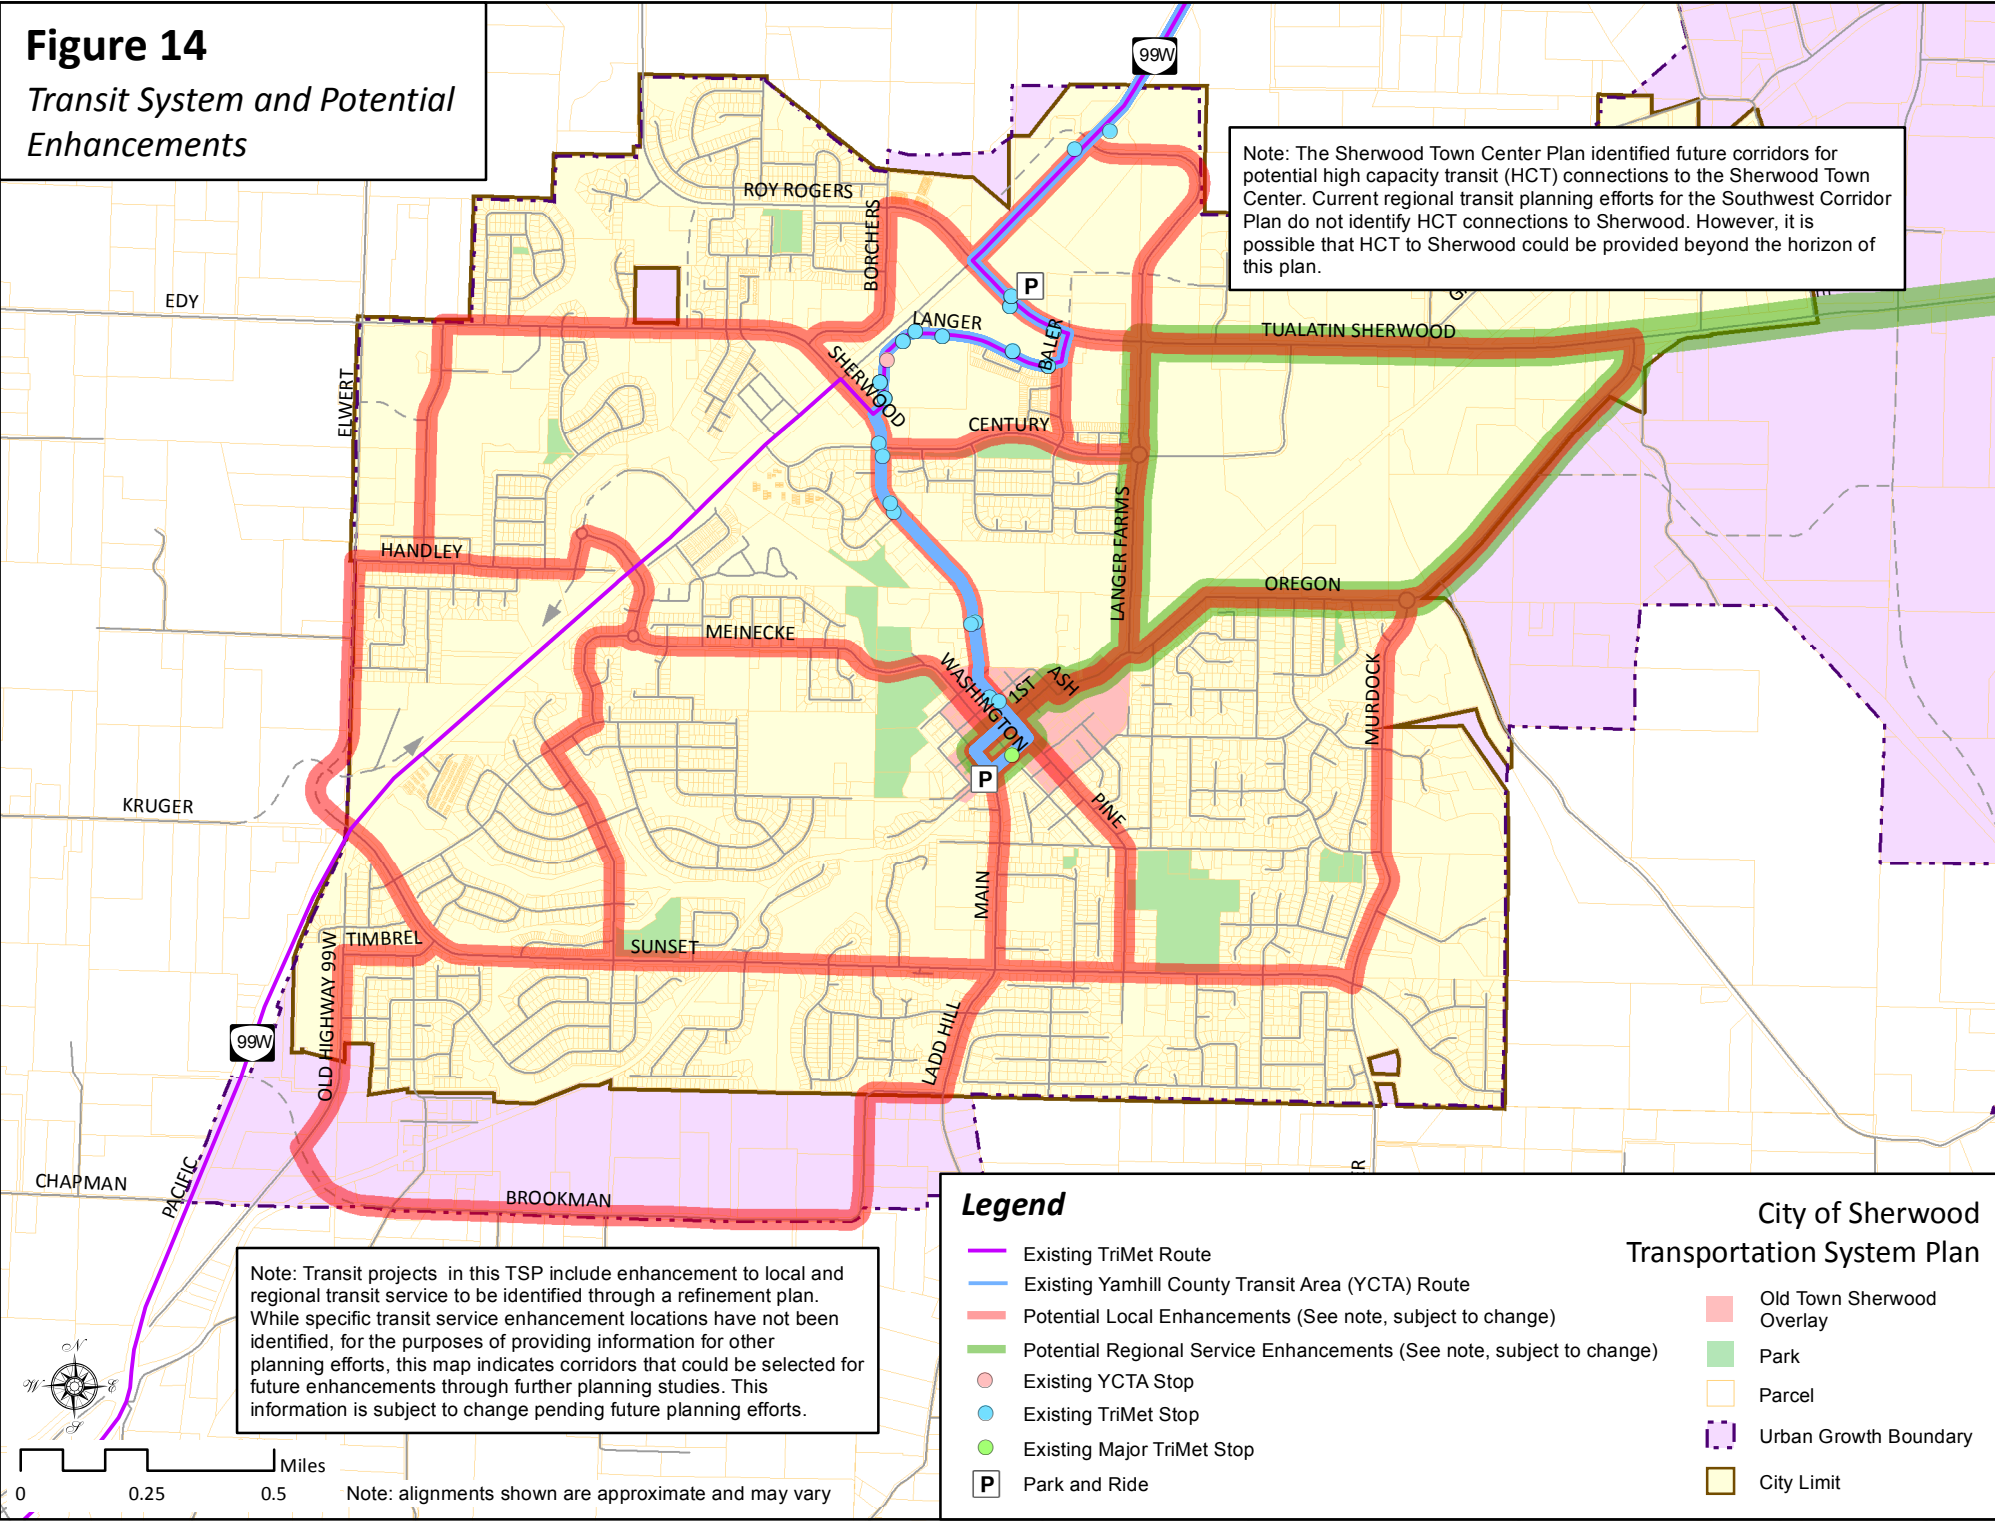 Figure 14
Transit System and Potential
Enhancements
99W
Note: The Sherwood Town Center Plan identified future corridors for
potential high capacity transit (HCT) connections to the Sherwood Town
Center. Current regional transit planning efforts for the Southwest Corridor
Plan do not identify HCT connections to Sherwood. However, it is
possible that HCT to Sherwood could be provided beyond the horizon of
this plan.
ROY ROGERS
BORCHERS
EDY
P
LANGER
BALER
TUALATIN SHERWOOD
SHERWOOD
ELWERT
CENTURY
LANGER FARMS
HANDLEY
OREGON
MEINECKE
WASHINGTON
1ST
ASH
MURDOCK
P
PINE
KRUGER
MAIN
TIMBREL
SUNSET
OLD HIGHWAY 99W
LADD HILL
99W
PACIFIC
CHAPMAN
BROOKMAN
Note: Transit projects in this TSP include enhancement to local and
regional transit service to be identified through a refinement plan.
While specific transit service enhancement locations have not been
identified, for the purposes of providing information for other
planning efforts, this map indicates corridors that could be selected for
future enhancements through further planning studies. This
information is subject to change pending future planning efforts.
N
W E
S
Miles
0 0.25 0.5
Note: alignments shown are approximate and may vary
Legend
Existing TriMet Route
Existing Yamhill County Transit Area (YCTA) Route
Potential Local Enhancements (See note, subject to change)
Potential Regional Service Enhancements (See note, subject to change)
Existing YCTA Stop
Existing TriMet Stop
Existing Major TriMet Stop
P Park and Ride
City of Sherwood
Transportation System Plan
Old Town Sherwood
Overlay
Park
Parcel
Urban Growth Boundary
City Limit